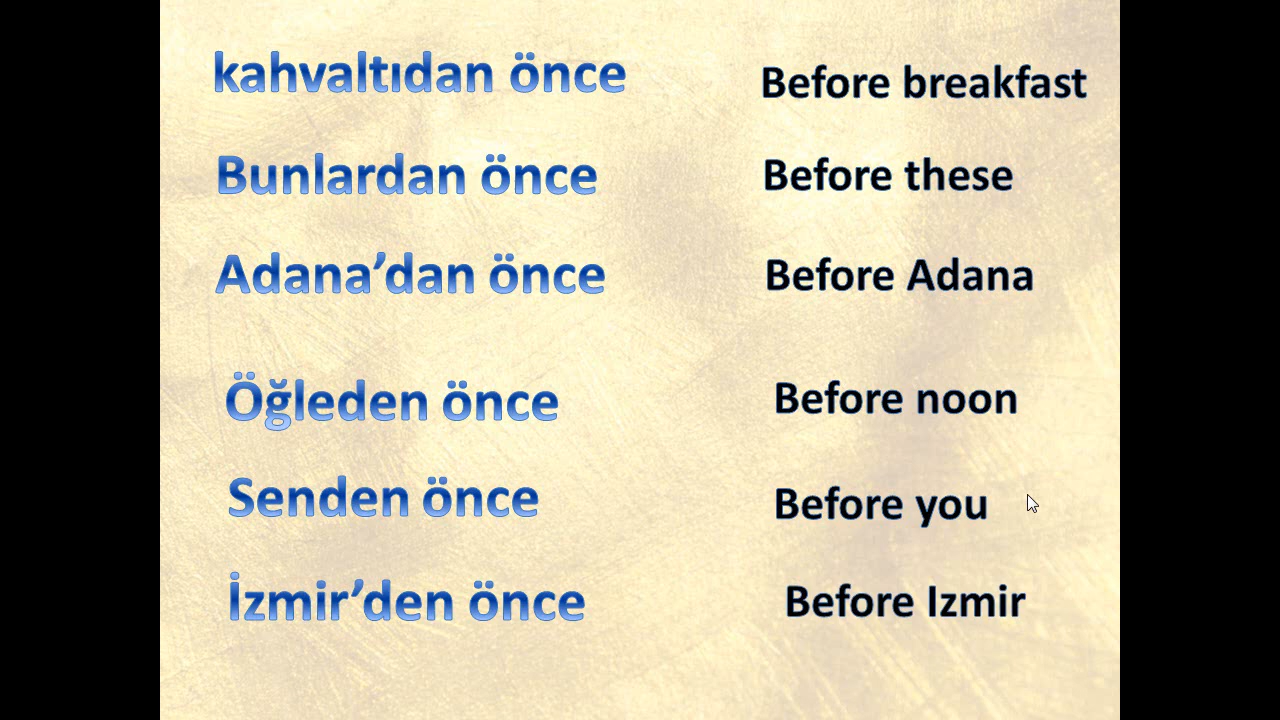 kahvaltıdan önce Before breakfast
Bunlardan önce Before these
Adana’dan önce Before Adana
Öğleden önce Before noon
Senden önce Before you
İzmir’den önce Before Izmir